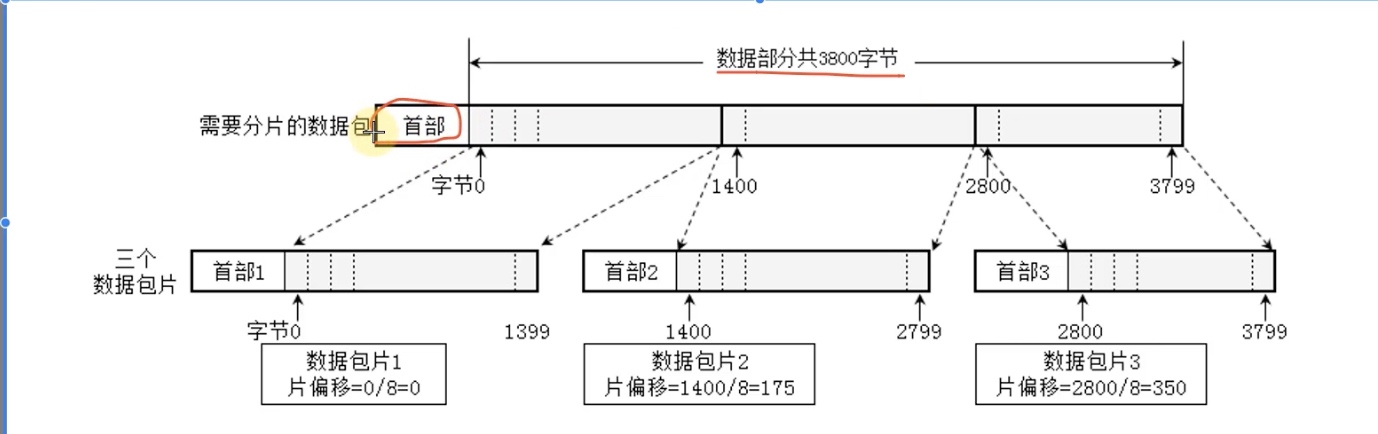 数据部分共3800字节
需要分片的数据包
首部
字节0
1400
2800
3799
三个
数据包片
首部1
首部2
首部3
字节0
1399
1400
2799
2800
3799
数据包片1
片偏移=0/8=0
数据包片2
片偏移=1400/8=175
数据包片3
片偏移=2800/8=350